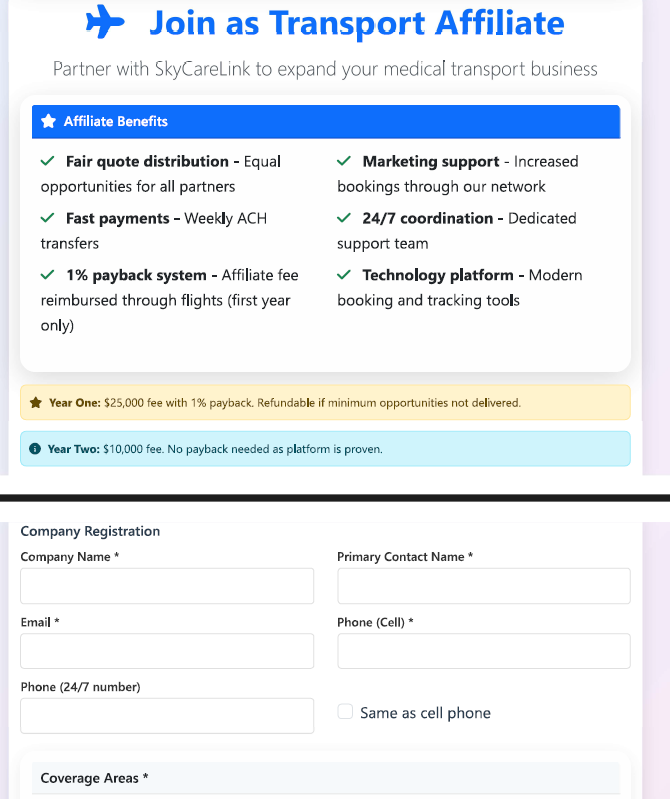 Join as Transport Affiliate
Partner with SkyCareLink to expand your medical transport business
Affiliate Benefits
Fair quote distribution - Equal
opportunities for all partners
Fast payments - Weekly ACH
transfers
1% payback system - Affiliate fee
reimbursed through flights (first year
only)
Marketing support - Increased
bookings through our network
24/7 coordination - Dedicated
support team
Technology platform - Modern
booking and tracking tools
Year One: $25,000 fee with 1% payback. Refundable if minimum opportunities not delivered.
Year Two: $10,000 fee. No payback needed as platform is proven.
Company Registration
Company Name *
Primary Contact Name *
Email *
Phone (Cell) *
Phone (24/7 number)
Same as cell phone
Coverage Areas *